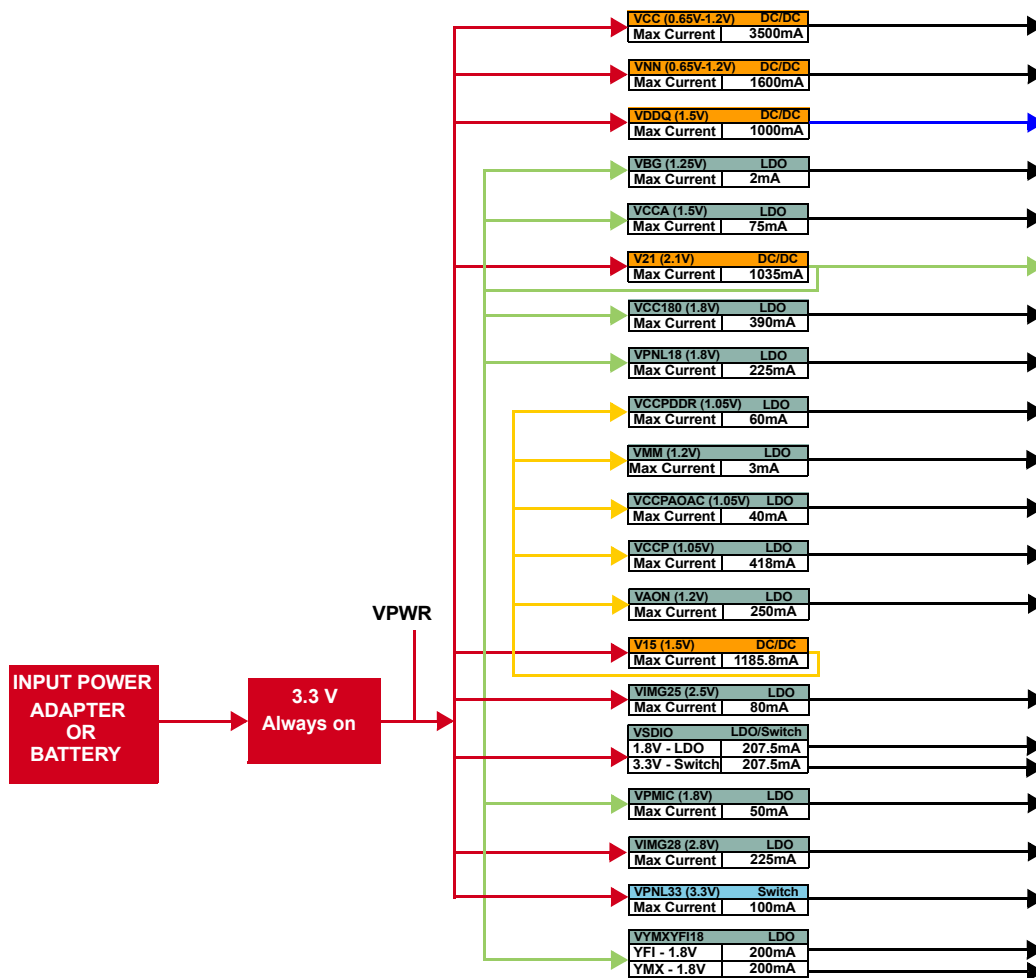 VCC (0.65V-1.2V) DC/DC
Max Current 3500mA
VNN (0.65V-1.2V) DC/DC
Max Current 1600mA
VDDQ (1.5V) DC/DC
Max Current 1000mA
VBG (1.25V) LDO
Max Current 2mA
VCCA (1.5V) LDO
Max Current 75mA
V21 (2.1V) DC/DC
Max Current 1035mA
VCC180 (1.8V) LDO
Max Current 390mA
VPNL18 (1.8V) LDO
Max Current 225mA
VCCPDDR (1.05V) LDO
Max Current 60mA
VMM (1.2V) LDO
Max Current 3mA
VCCPAOAC (1.05V) LDO
Max Current 40mA
VCCP (1.05V) LDO
Max Current 418mA
VAON (1.2V) LDO
Max Current 250mA
VPWR
V15 (1.5V) DC/DC
Max Current 1185.8mA
INPUT POWER
ADAPTER
OR
BATTERY
3.3 V
Always on
VIMG25 (2.5V) LDO
Max Current 80mA
VSDIO LDO/Switch
1.8V - LDO 207.5mA
3.3V - Switch 207.5mA
VPMIC (1.8V) LDO
Max Current 50mA
VIMG28 (2.8V) LDO
Max Current 225mA
VPNL33 (3.3V) Switch
Max Current 100mA
VYMXYFI18 LDO
YFI - 1.8V 200mA
YMX - 1.8V 200mA